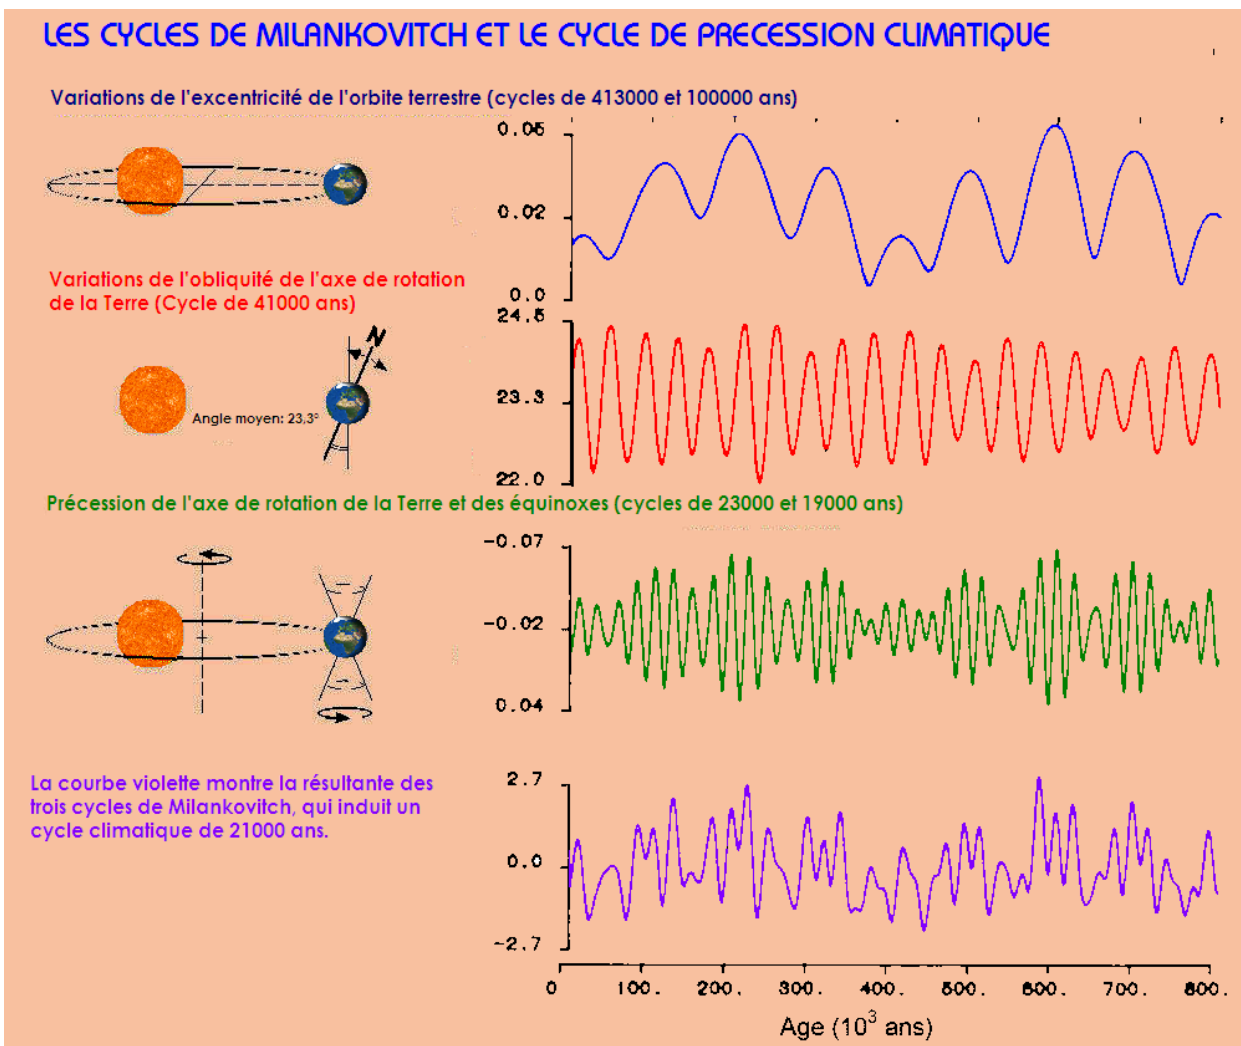 LES CYCLES DE MILANKOVITCH ET LE CYCLE DE PRECESSION CLIMATIQUE
Variations de l'excentricité de l'orbite terrestre (cycles de 413000 et 100000 ans)
0.05
0.02
0.0
Variations de l'obliquité de l'axe de rotation
de la Terre (Cycle de 41000 ans)
N
Angle moyen: 23,3°
24.5
23.3
22.0
Précession de l'axe de rotation de la Terre et des équinoxes (cycles de 23000 et 19000 ans)
-0.07
-0.02
0.04
La courbe violette montre la résultante des
trois cycles de Milankovitch, qui induit un
cycle climatique de 21000 ans.
2.7
0.0
-2.7
0 100. 200. 300. 400. 500. 600. 700. 800.
Age (10³ ans)